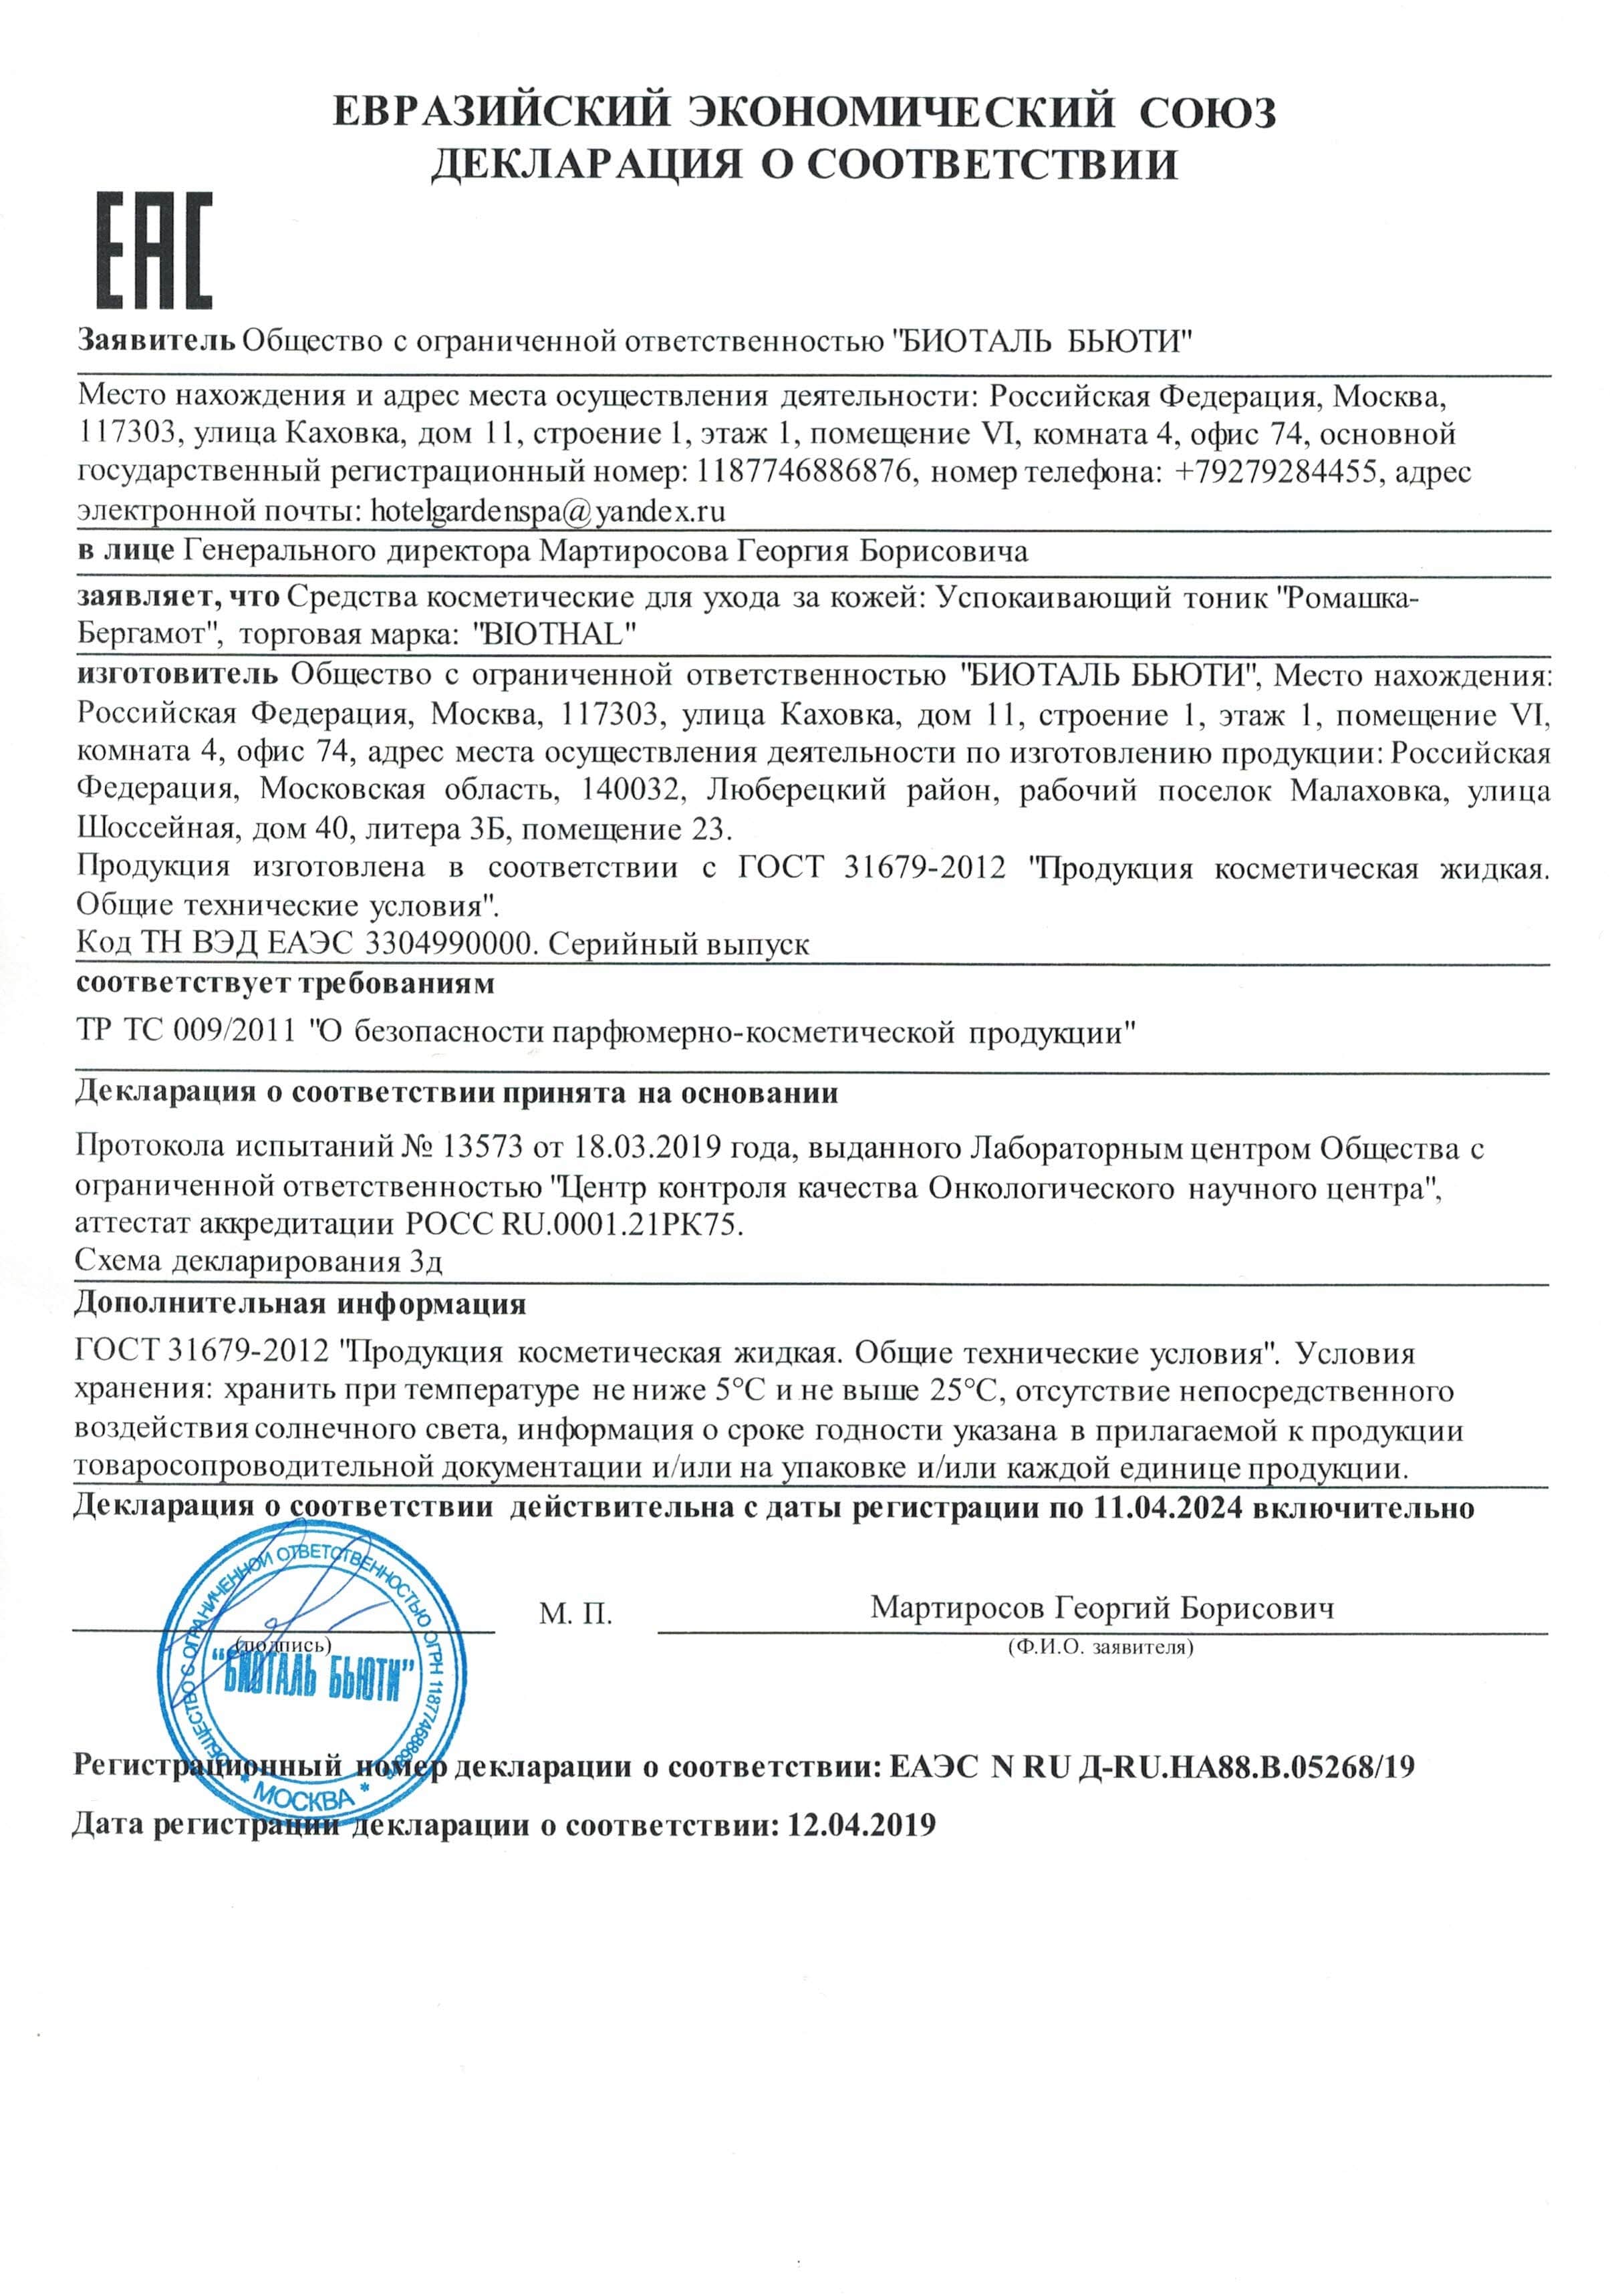 ЕВРАЗИЙСКИЙ ЭКОНОМИЧЕСКИЙ СОЮЗ
ДЕКЛАРАЦИЯ О СООТВЕТСТВИИ
ЕАС
Заявитель Общество с ограниченной ответственностью "БИОТАЛЬ БЬЮТИ"
Место нахождения и адрес места осуществления деятельности: Российская Федерация, Москва,
117303, улица Каховка, дом 11, строение 1, этаж 1, помещение VI, комната 4, офис 74, основной
государственный регистрационный номер: 1187746886876, номер телефона: +79279284455, адрес
электронной почты: hotelgardenspa@yandex.ru
в лице Генерального директора Мартиросова Георгия Борисовича
заявляет, что Средства косметические для ухода за кожей: Успокаивающий тоник "Ромашка-
Бергамот", торговая марка: "BIOTHAL"
изготовитель Общество с ограниченной ответственностью "БИОТАЛЬ БЬЮТИ", Место нахождения:
Российская Федерация, Москва, 117303, улица Каховка, дом 11, строение 1, этаж 1, помещение VI,
комната 4, офис 74, адрес места осуществления деятельности по изготовлению продукции: Российская
Федерация, Московская область, 140032, Люберецкий район, рабочий поселок Малаховка, улица
Шоссейная, дом 40, литера 3Б, помещение 23.
Продукция изготовлена в соответствии с ГОСТ 31679-2012 "Продукция косметическая жидкая.
Общие технические условия".
Код ТН ВЭД ЕАЭС 3304990000. Серийный выпуск
соответствует требованиям
ТР ТС 009/2011 "О безопасности парфюмерно-косметической продукции"
Декларация о соответствии принята на основании
Протокола испытаний № 13573 от 18.03.2019 года, выданного Лабораторным центром Общества с
ограниченной ответственностью "Центр контроля качества Онкологического научного центра",
аттестат аккредитации РОСС RU.0001.21РК75.
Схема декларирования 3д
Дополнительная информация
ГОСТ 31679-2012 "Продукция косметическая жидкая. Общие технические условия". Условия
хранения: хранить при температуре не ниже 5°С и не выше 25°С, отсутствие непосредственного
воздействия солнечного света, информация о сроке годности указана в прилагаемой к продукции
товаросопроводительной документации и/или на упаковке и/или каждой единице продукции.
Декларация о соответствии действительна с даты регистрации по 11.04.2024 включительно
М. П.
Мартиросов Георгий Борисович
(подпись)
(Ф.И.О. заявителя)
ОБЩЕСТВО С ОГРАНИЧЕННОЙ ОТВЕТСТВЕННОСТЬЮ ОГРН 1187746886876
"БИОТАЛЬ БЬЮТИ"
* МОСКВА *
Регистрационный номер декларации о соответствии: ЕАЭС N RU Д-RU.НА88.В.05268/19
Дата регистрации декларации о соответствии: 12.04.2019